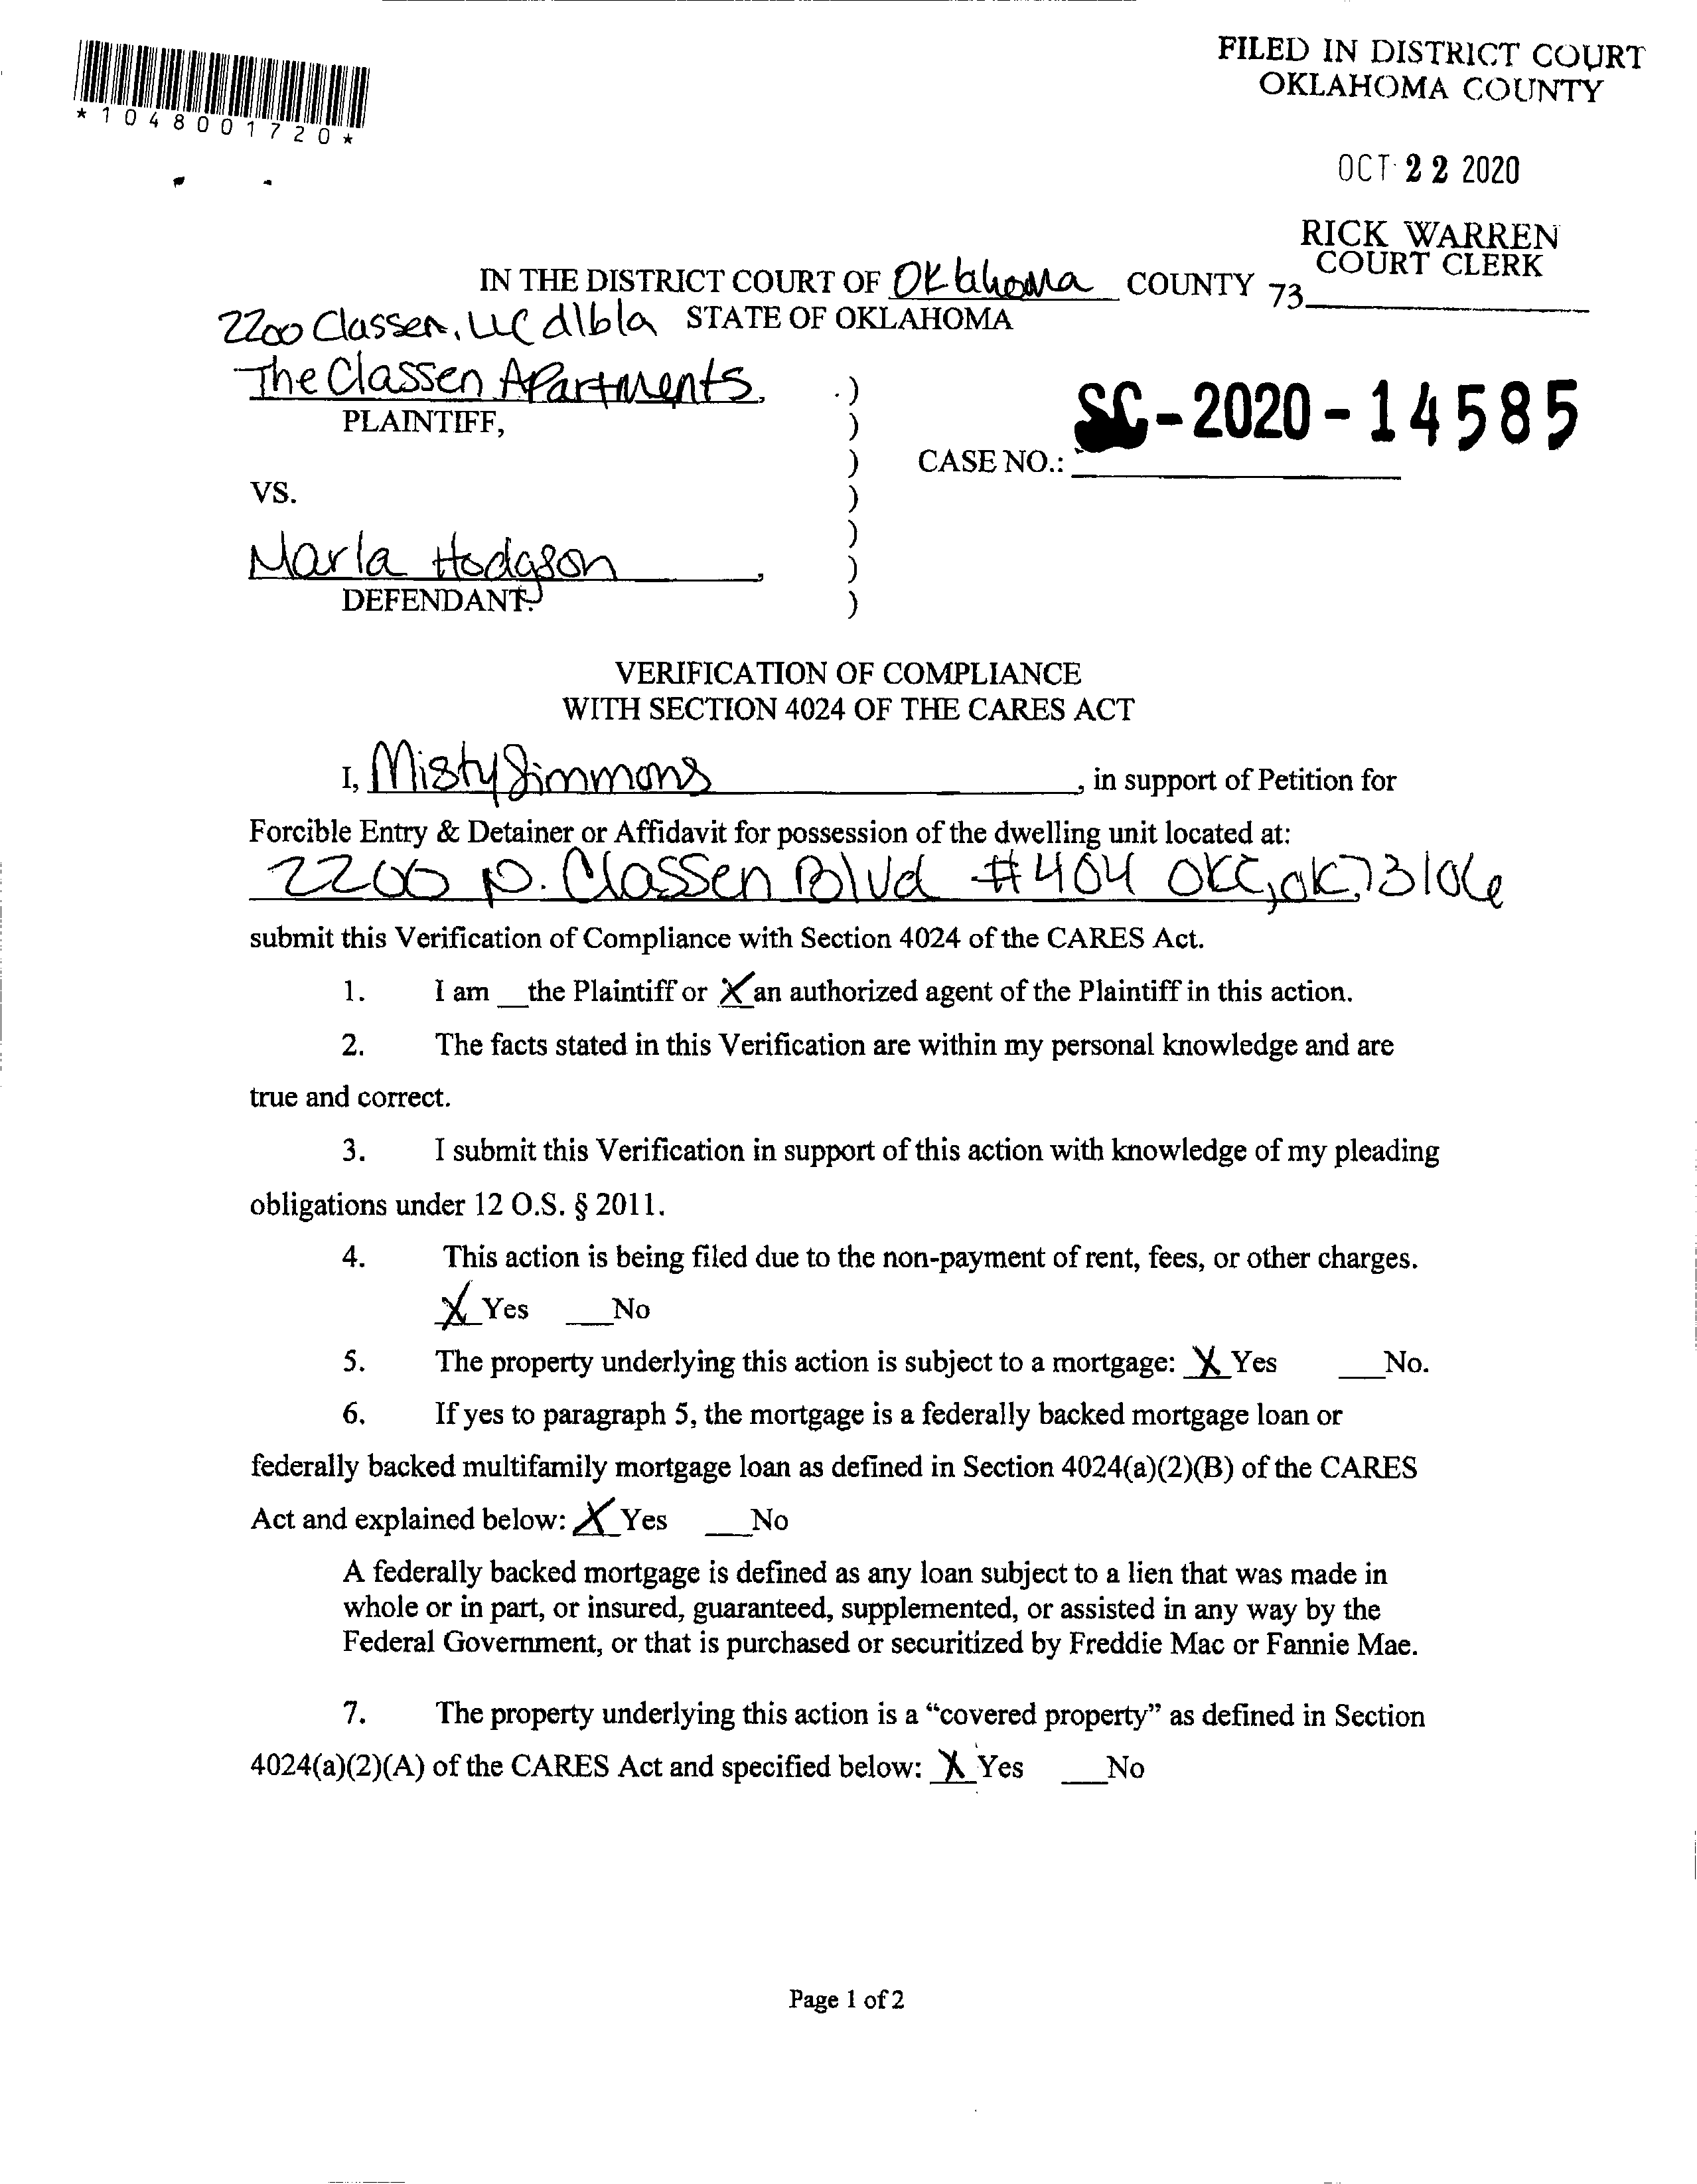 FILED IN DISTRICT COURT
OKLAHOMA COUNTY
*1048001720*
OCT 22 2020
RICK WARREN
COURT CLERK
73
IN THE DISTRICT COURT OF Oklahoma COUNTY
STATE OF OKLAHOMA
2200 Classen, LLC d/b/a
The Classen Apartments,
PLAINTIFF,
SC-2020-14585
CASE NO.:
VS.
Marla Hodgson,
DEFENDANT.
)
)
)
)
)
)
)
VERIFICATION OF COMPLIANCE
WITH SECTION 4024 OF THE CARES ACT
I, Misty Simmons, in support of Petition for
Forcible Entry & Detainer or Affidavit for possession of the dwelling unit located at:
2200 N. Classen Blvd #404 OKC, OK 73106
submit this Verification of Compliance with Section 4024 of the CARES Act.
1. I am __the Plaintiff or X an authorized agent of the Plaintiff in this action.
2. The facts stated in this Verification are within my personal knowledge and are
true and correct.
3. I submit this Verification in support of this action with knowledge of my pleading
obligations under 12 O.S. § 2011.
4. This action is being filed due to the non-payment of rent, fees, or other charges.
X Yes ___No
5. The property underlying this action is subject to a mortgage: X Yes ___No.
6. If yes to paragraph 5, the mortgage is a federally backed mortgage loan or
federally backed multifamily mortgage loan as defined in Section 4024(a)(2)(B) of the CARES
Act and explained below: X Yes ___No
A federally backed mortgage is defined as any loan subject to a lien that was made in
whole or in part, or insured, guaranteed, supplemented, or assisted in any way by the
Federal Government, or that is purchased or securitized by Freddie Mac or Fannie Mae.
7. The property underlying this action is a “covered property” as defined in Section
4024(a)(2)(A) of the CARES Act and specified below: X Yes ___No
Page 1 of 2